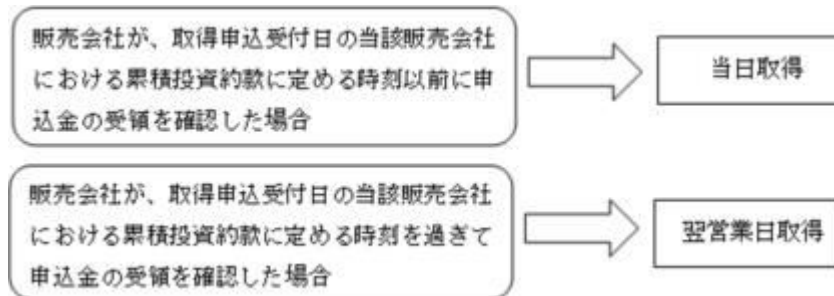 販売会社が、取得申込受付日の当該販売会社
における累積投資約款に定める時刻以前に申
込金の受領を確認した場合
当日取得
販売会社が、取得申込受付日の当該販売会社
における累積投資約款に定める時刻を過ぎて
申込金の受領を確認した場合
翌営業日取得